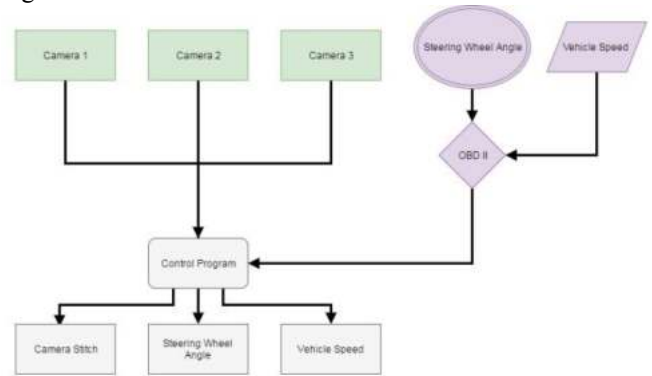 Camera 1
Camera 2
Camera 3
Steering Wheel Angle
Vehicle Speed
OBD II
Control Program
Camera Stitch
Steering Wheel
Angle
Vehicle Speed